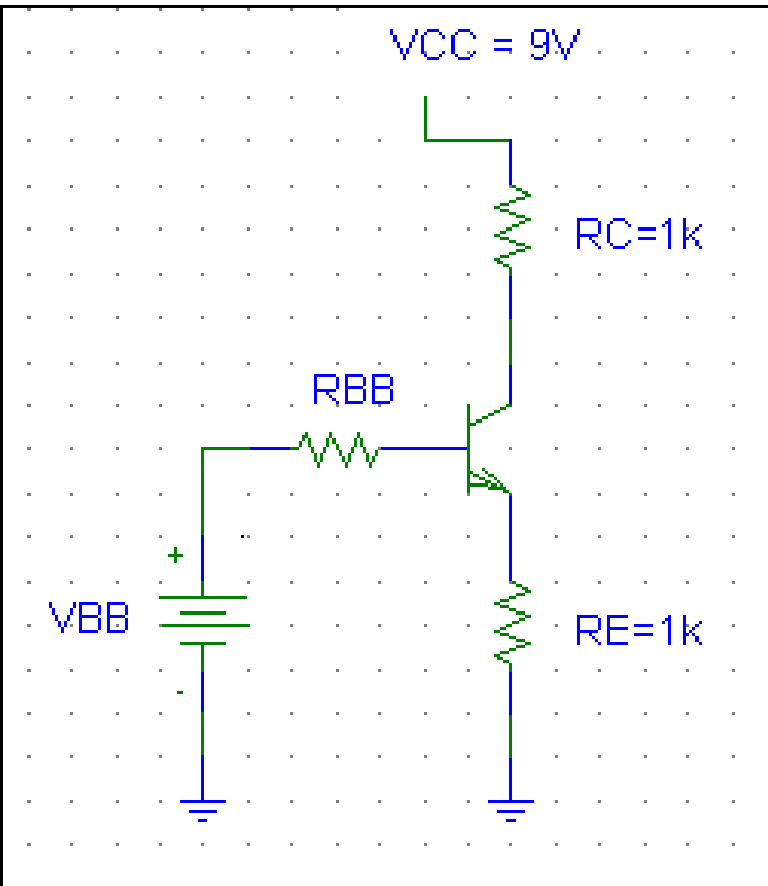 VCC = 9V
RC=1k
RBB
+
VBB
RE=1k
-